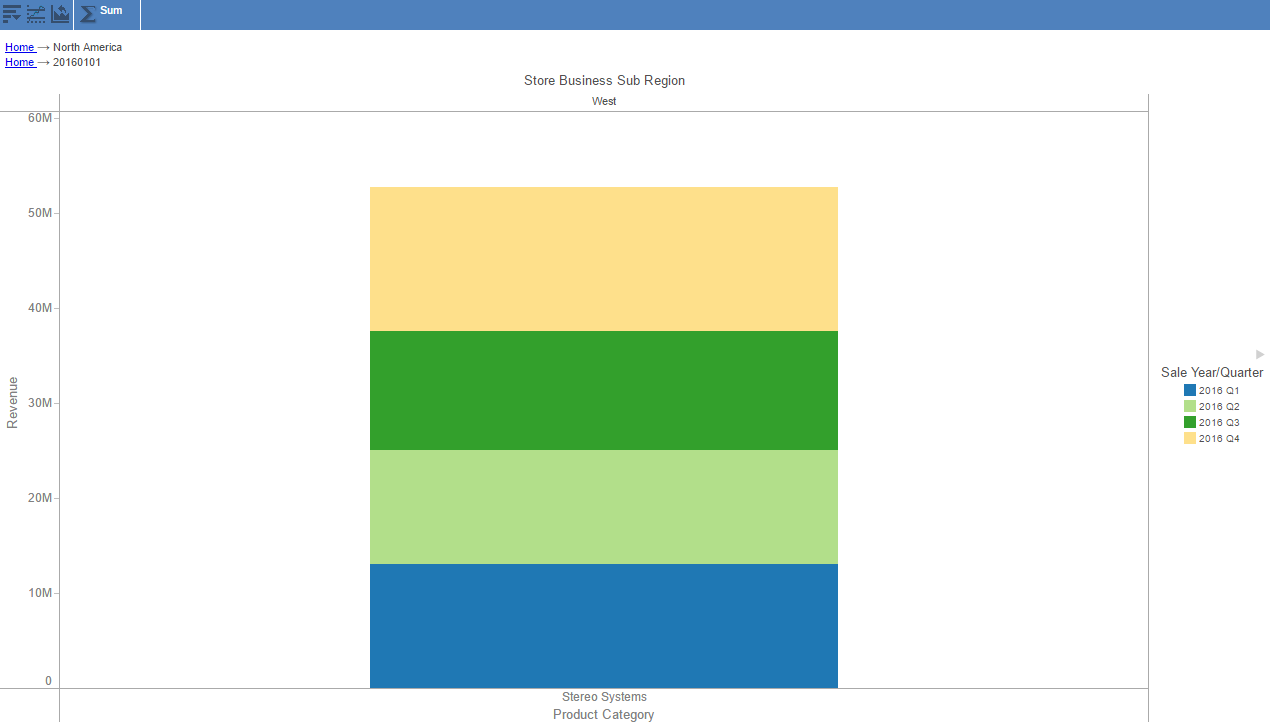 Sum
Home → North America
Home → 20160101
Store Business Sub Region
West
60M
50M
40M
30M
20M
10M
0
Revenue
Stereo Systems
Product Category
Sale Year/Quarter
2016 Q1
2016 Q2
2016 Q3
2016 Q4